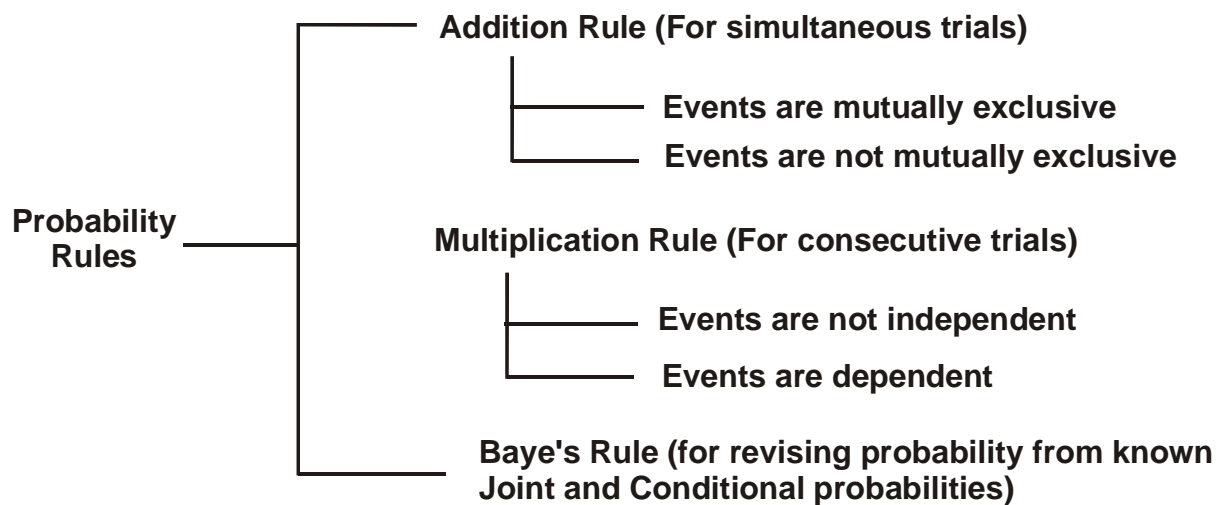 Addition Rule (For simultaneous trials)
Events are mutually exclusive
Events are not mutually exclusive
Probability
Rules
Multiplication Rule (For consecutive trials)
Events are not independent
Events are dependent
Baye's Rule (for revising probability from known
Joint and Conditional probabilities)